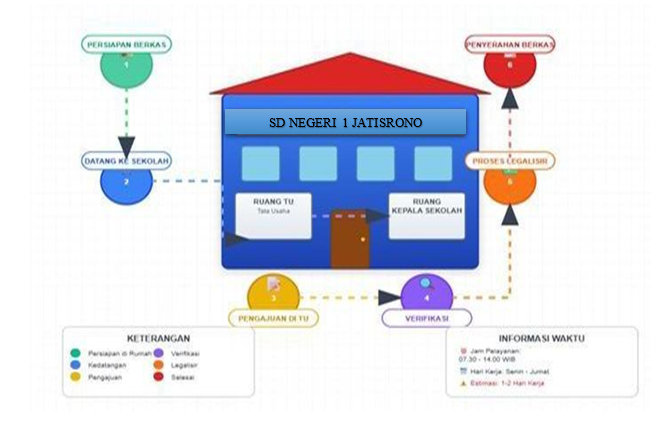 PERSIAPAN BERKAS
1
PENYERAHAN BERKAS
6
SD NEGERI 1 JATISRONO
DATANG KE SEKOLAH
2
PROSES LEGALISIR
5
RUANG TU
Tata Usaha
RUANG
KEPALA SEKOLAH
3
PENGAJUAN DI TU
4
VERIFIKASI
KETERANGAN
Persiapan di Rumah
Verifikasi
Kedatangan
Legalisir
Pengajuan
Selesai
INFORMASI WAKTU
Jam Pelayanan:
07.30 - 14.00 WIB
Hari Kerja: Senin - Jumat
Estimasi: 1-2 Hari Kerja